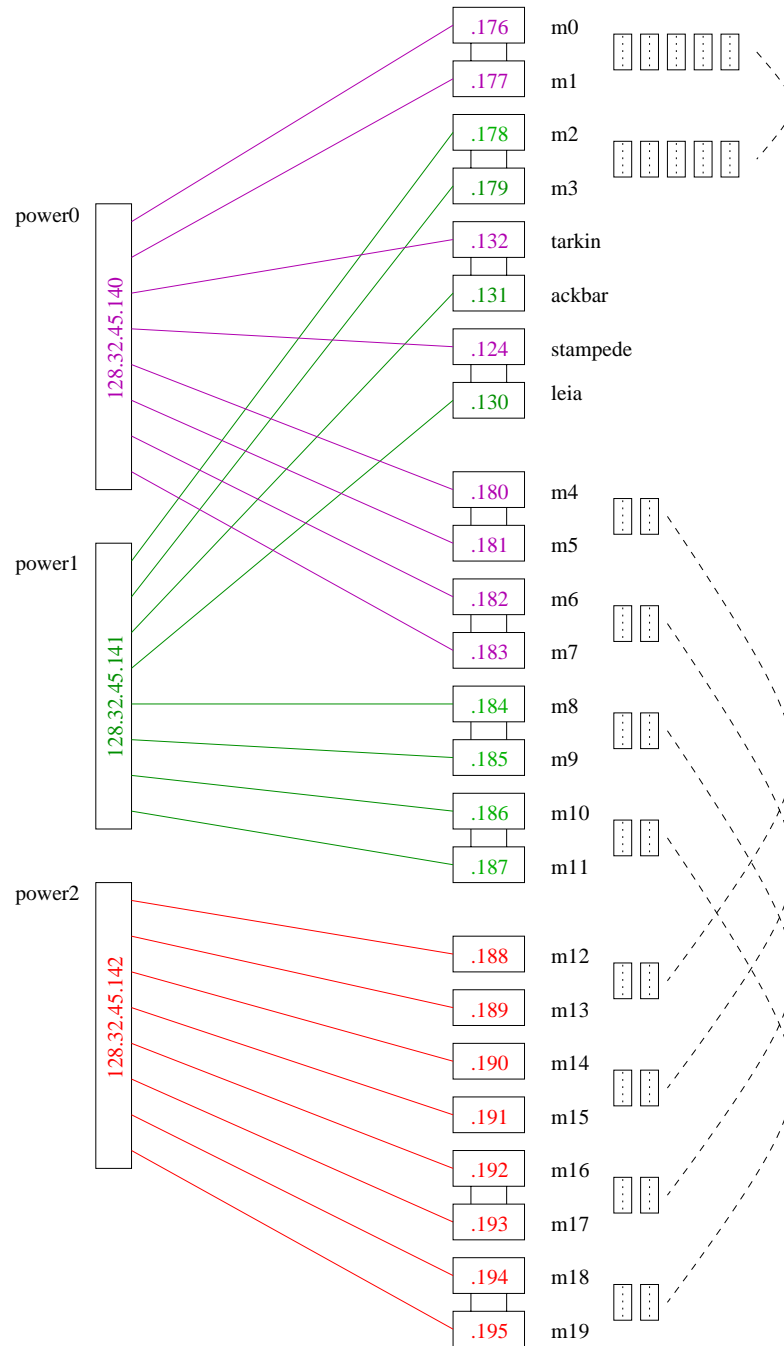 .176 m0
.177 m1
.178 m2
.179 m3
power0
.132 tarkin
128.32.45.140
.131 ackbar
.124 stampede
.130 leia
.180 m4
.181 m5
power1
.182 m6
128.32.45.141
.183 m7
.184 m8
.185 m9
.186 m10
.187 m11
power2
.188 m12
128.32.45.142
.189 m13
.190 m14
.191 m15
.192 m16
.193 m17
.194 m18
.195 m19